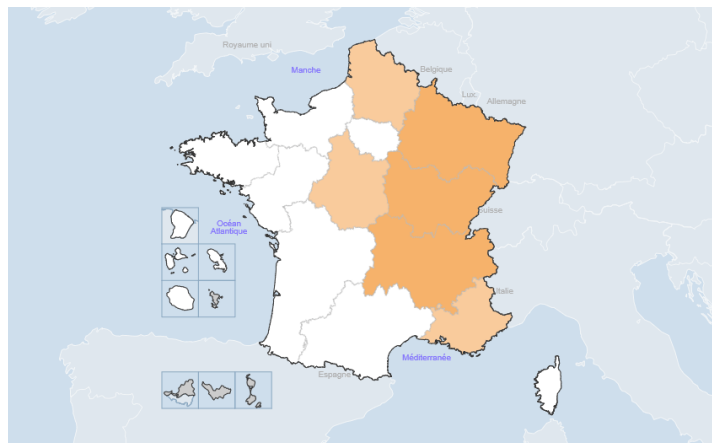 Royaume uni
Manche
Belgique
Lux.
Allemagne
Suisse
Océan
Atlantique
Italie
Méditerranée
Espagne